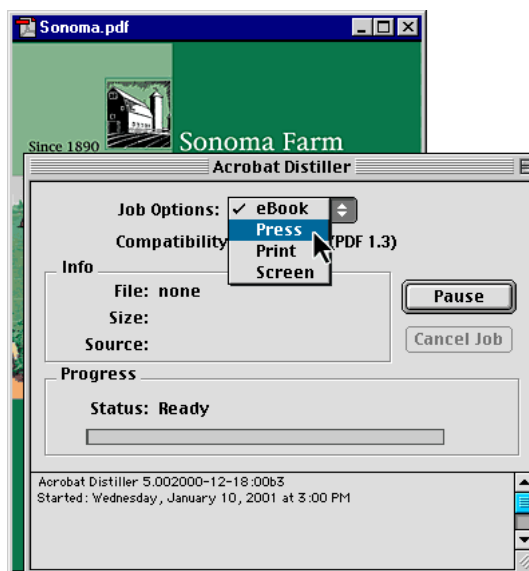 Sonoma.pdf
Since 1890
Sonoma Farm
Acrobat Distiller
Job Options: ✓ eBook
Press
Print
Screen
Compatibility (PDF 1.3)
Info
File: none
Size:
Source:
Pause
Cancel Job
Progress
Status: Ready
Acrobat Distiller 5.002000-12-18:00b3
Started: Wednesday, January 10, 2001 at 3:00 PM